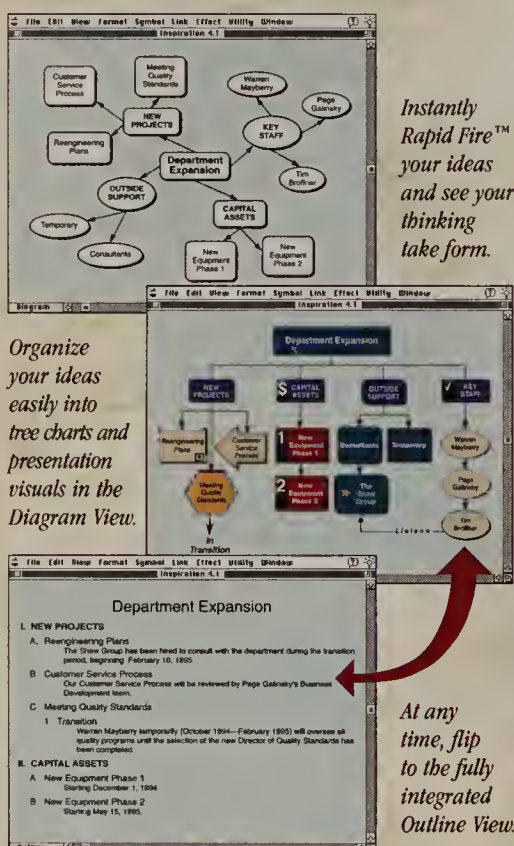 File Edit View Format Symbol Link Effect Utility Window
Inspiration 4.1
Customer
Service
Process
Meeting
Quality
Standards
NEW
PROJECTS
Reengineering
Plans
Warren
Mayberry
Page
Galinsky
KEY
STAFF
Tim
Broffner
Department
Expansion
OUTSIDE
SUPPORT
Temporary
Consultants
CAPITAL
ASSETS
New
Equipment
Phase 1
New
Equipment
Phase 2
Diagram
Instantly
Rapid Fire™
your ideas
and see your
thinking
take form.
Organize
your ideas
easily into
tree charts and
presentation
visuals in the
Diagram View.
File Edit View Format Symbol Link Effect Utility Window
Inspiration 4.1
Department Expansion
NEW
PROJECTS
$ CAPITAL
ASSETS
OUTSIDE
SUPPORT
✓ KEY
STAFF
Reengineering
Plans
Customer
Service
Process
Meeting
Quality
Standards
In
Transition
1 New
Equipment
Phase 1
2 New
Equipment
Phase 2
Consultants
Temporary
The
Shaw
Group
Warren
Mayberry
Page
Galinsky
Tim
Broffner
Liaison
File Edit View Format Symbol Link Effect Utility Window
Inspiration 4.1
Department Expansion
I. NEW PROJECTS
A. Reengineering Plans
The Shaw Group has been hired to consult with the department during the transition
period, beginning February 10, 1995
B Customer Service Process
Our Customer Service Process will be reviewed by Page Galinsky's Business
Development team.
C Meeting Quality Standards
1 Transition
Warren Mayberry temporarily (October 1994—February 1995) will oversee all
quality programs until the selection of the new Director of Quality Standards has
been completed
II. CAPITAL ASSETS
A New Equipment Phase 1
Starting December 1, 1994
B New Equipment Phase 2
Starting May 15, 1995.
At any
time, flip
to the fully
integrated
Outline View.